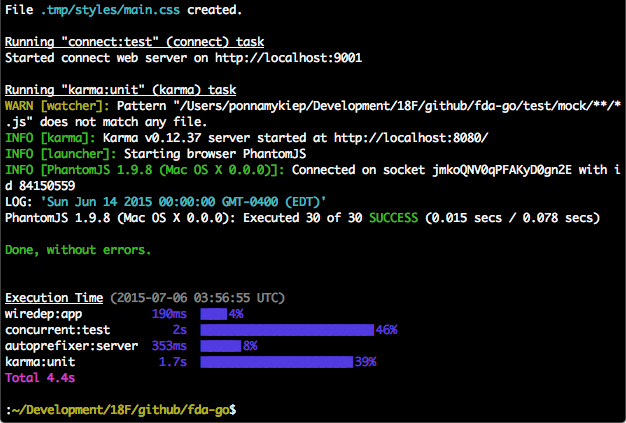 File .tmp/styles/main.css created.
Running "connect:test" (connect) task
Started connect web server on http://localhost:9001
Running "karma:unit" (karma) task
WARN [watcher]: Pattern "/Users/ponnamykiep/Development/18F/github/fda-go/test/mock/**/*
.js" does not match any file.
INFO [karma]: Karma v0.12.37 server started at http://localhost:8080/
INFO [launcher]: Starting browser PhantomJS
INFO [PhantomJS 1.9.8 (Mac OS X 0.0.0)]: Connected on socket jmkoQNV0qPFAKyD0gn2E with i
d 84150559
LOG: 'Sun Jun 14 2015 00:00:00 GMT-0400 (EDT)'
PhantomJS 1.9.8 (Mac OS X 0.0.0): Executed 30 of 30 SUCCESS (0.015 secs / 0.078 secs)
Done, without errors.
Execution Time (2015-07-06 03:56:55 UTC)
wiredep:app 190ms 4%
concurrent:test 2s 46%
autoprefixer:server 353ms 8%
karma:unit 1.7s 39%
Total 4.4s
:~/Development/18F/github/fda-go$